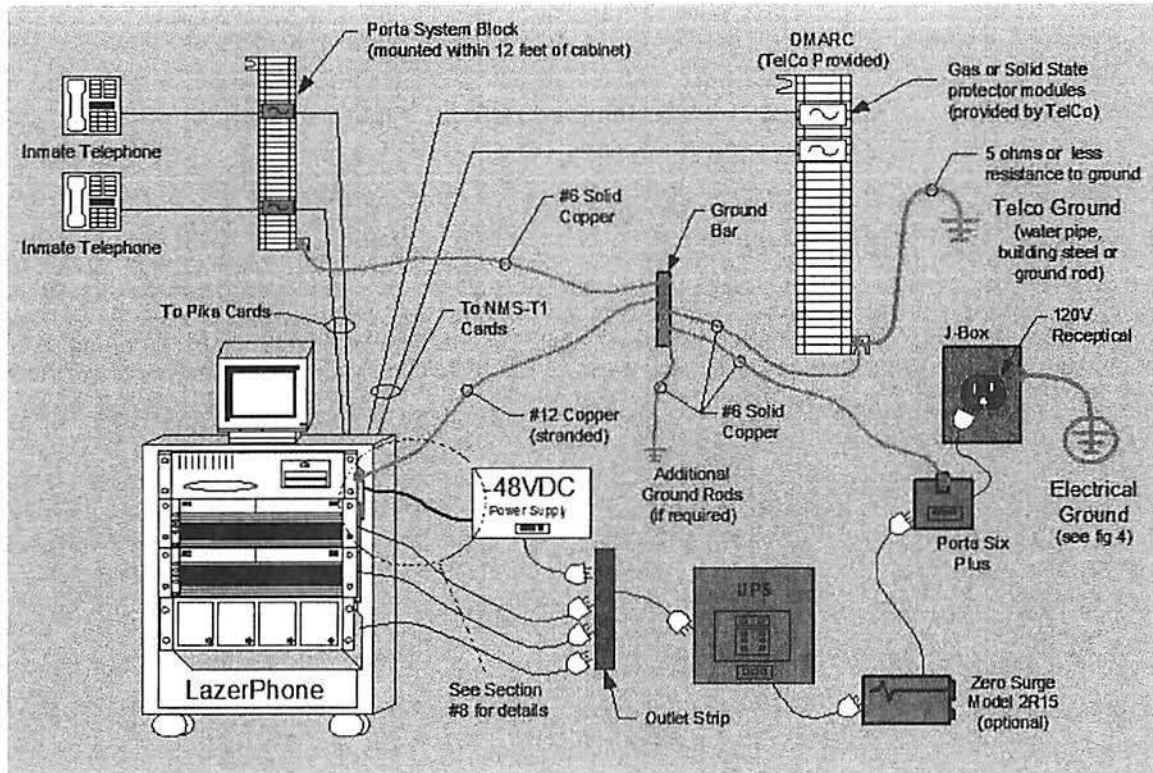 Porta System Block
(mounted within 12 feet of cabinet)
DMARC
(TelCo Provided)
Gas or Solid State
protector modules
(provided by TelCo)
Inmate Telephone
Inmate Telephone
5 ohms or less
resistance to ground
#6 Solid
Copper
Ground
Bar
Telco Ground
(water pipe,
building steel or
ground rod)
To Pika Cards
To NMS-T1
Cards
J-Box
120V
Receptical
#12 Copper
(stranded)
#6 Solid
Copper
Additional
Ground Rods
(if required)
-48VDC
Power Supply
Electrical
Ground
(see fig 4)
Porta Six
Plus
UPS
LazerPhone
See Section
#8 for details
Outlet Strip
Zero Surge
Model 2R15
(optional)